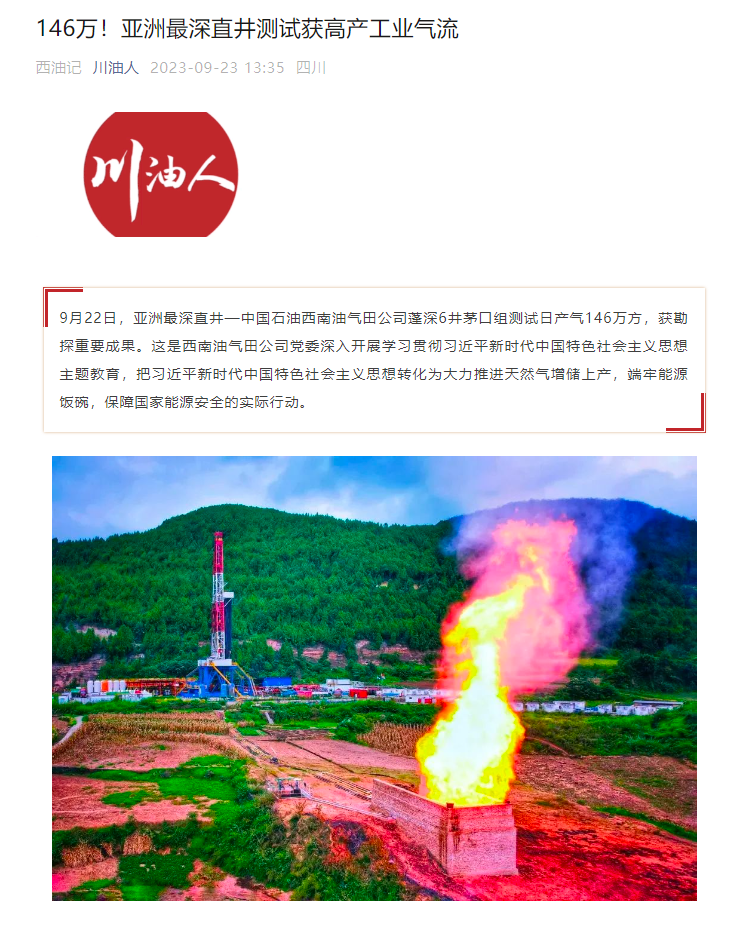 146万！亚洲最深直井测试获高产工业气流
西油记 川油人 2023-09-23 13:35 四川
川油人
9月22日，亚洲最深直井—中国石油西南油气田公司蓬深6井茅口组测试日产气146万方，获勘
探重要成果。这是西南油气田公司党委深入开展学习贯彻习近平新时代中国特色社会主义思想
主题教育，把习近平新时代中国特色社会主义思想转化为大力推进天然气增储上产，端牢能源
饭碗，保障国家能源安全的实际行动。